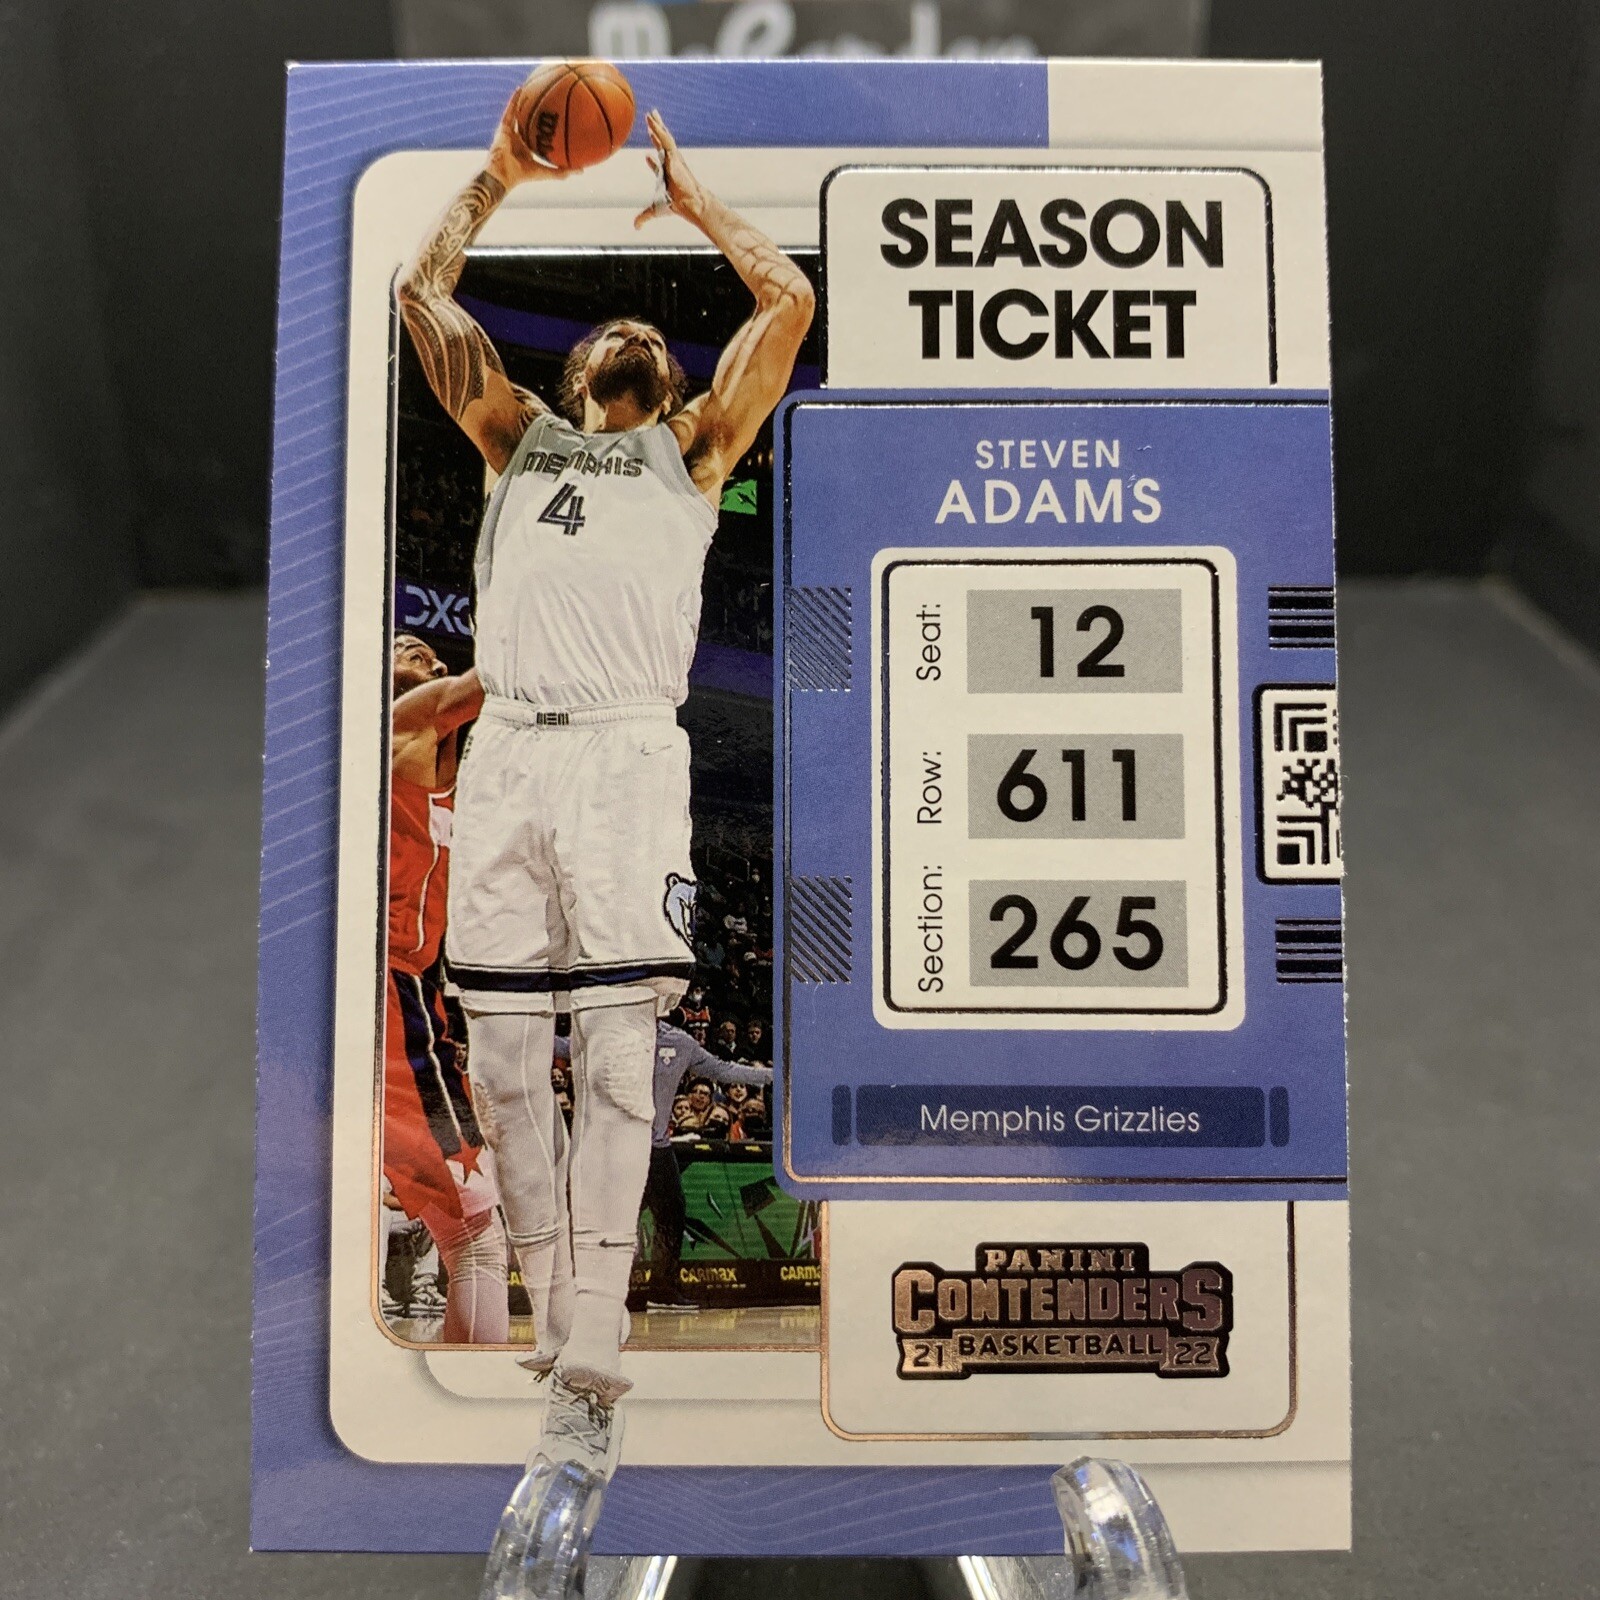 SEASON
TICKET
STEVEN
ADAMS
Seat: 12
Row: 611
Section: 265
Memphis Grizzlies
PANINI
CONTENDERS
21 BASKETBALL 22
MEMPHIS
4
MEM
CARMAX